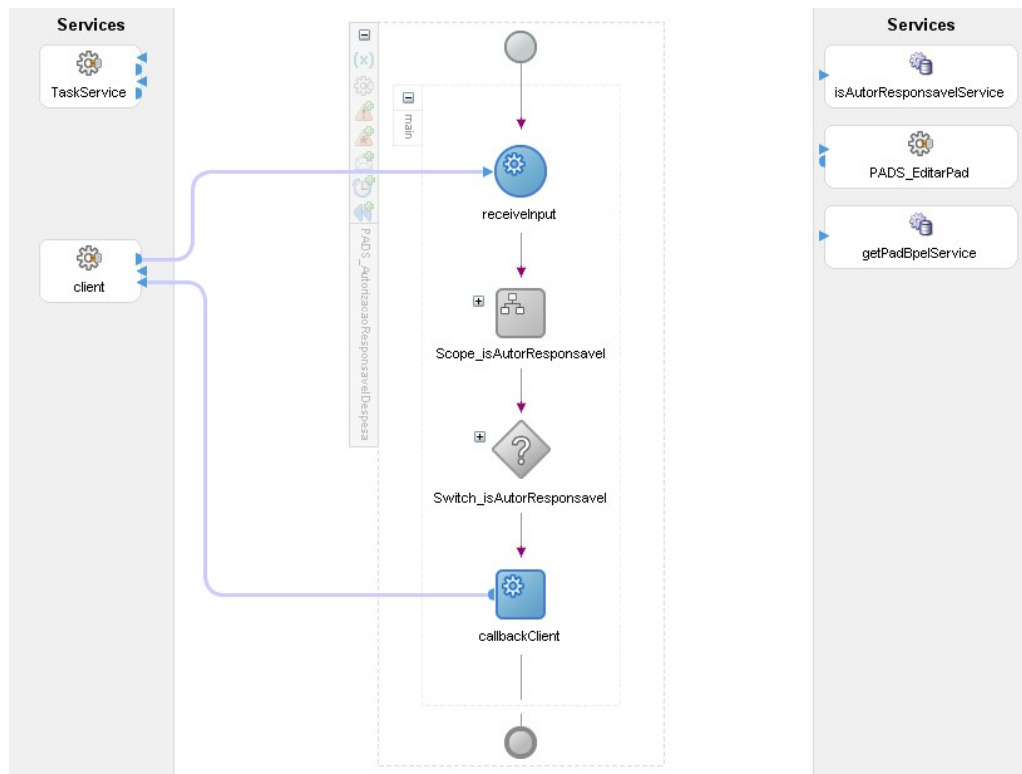 Services
TaskService
client
(x)
main
PADS_AutorizacaoResponsavelDespesa
receiveInput
Scope_isAutorResponsavel
?
Switch_isAutorResponsavel
callbackClient
Services
isAutorResponsavelService
PADS_EditarPad
getPadBpelService